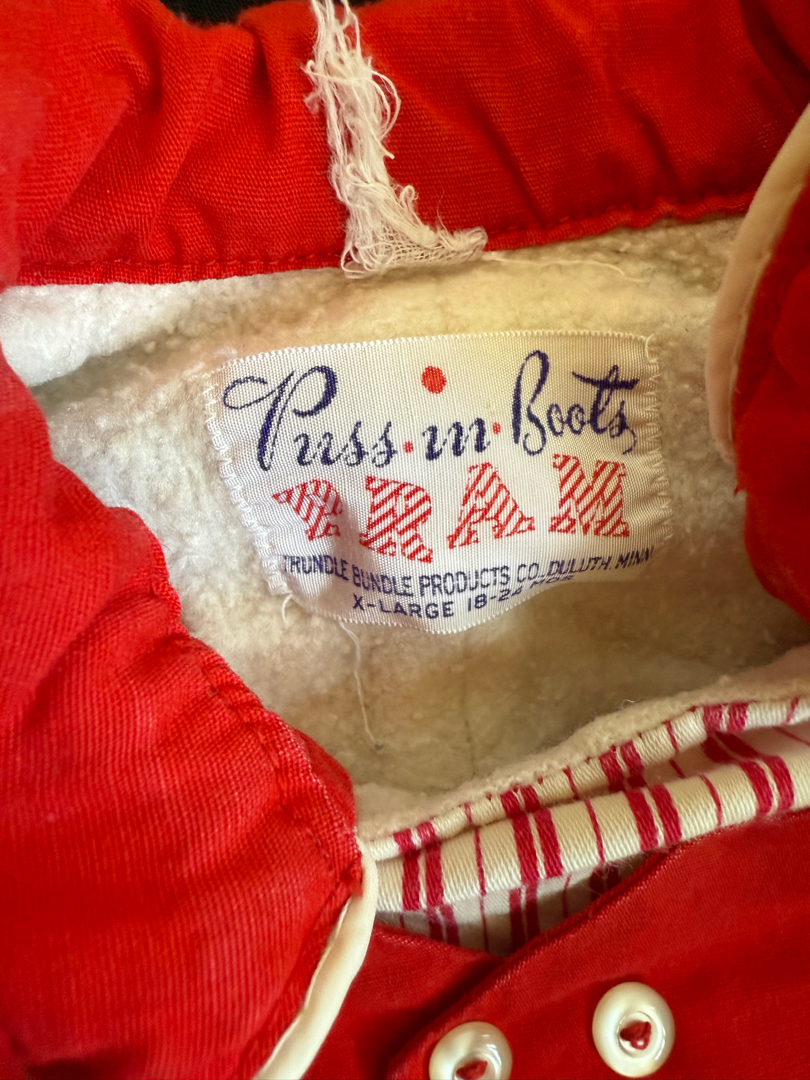 Puss·in·Boots
PRAM
TRUNDLE BUNDLE PRODUCTS CO. DULUTH, MINN
X-LARGE 18-24 MOS